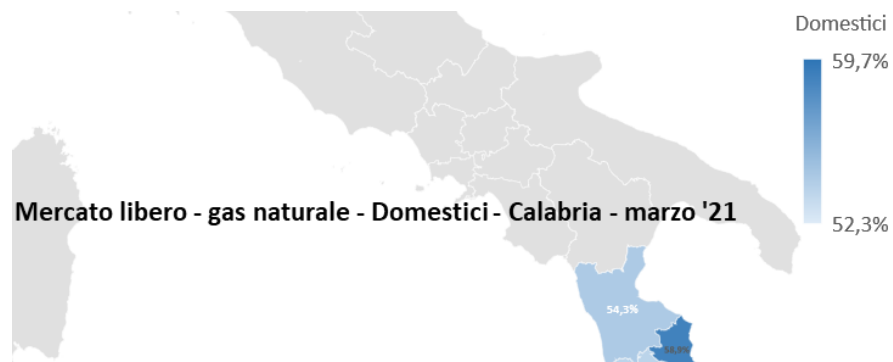 Domestici
59,7%
Mercato libero - gas naturale - Domestici - Calabria - marzo '21
52,3%
54,3%